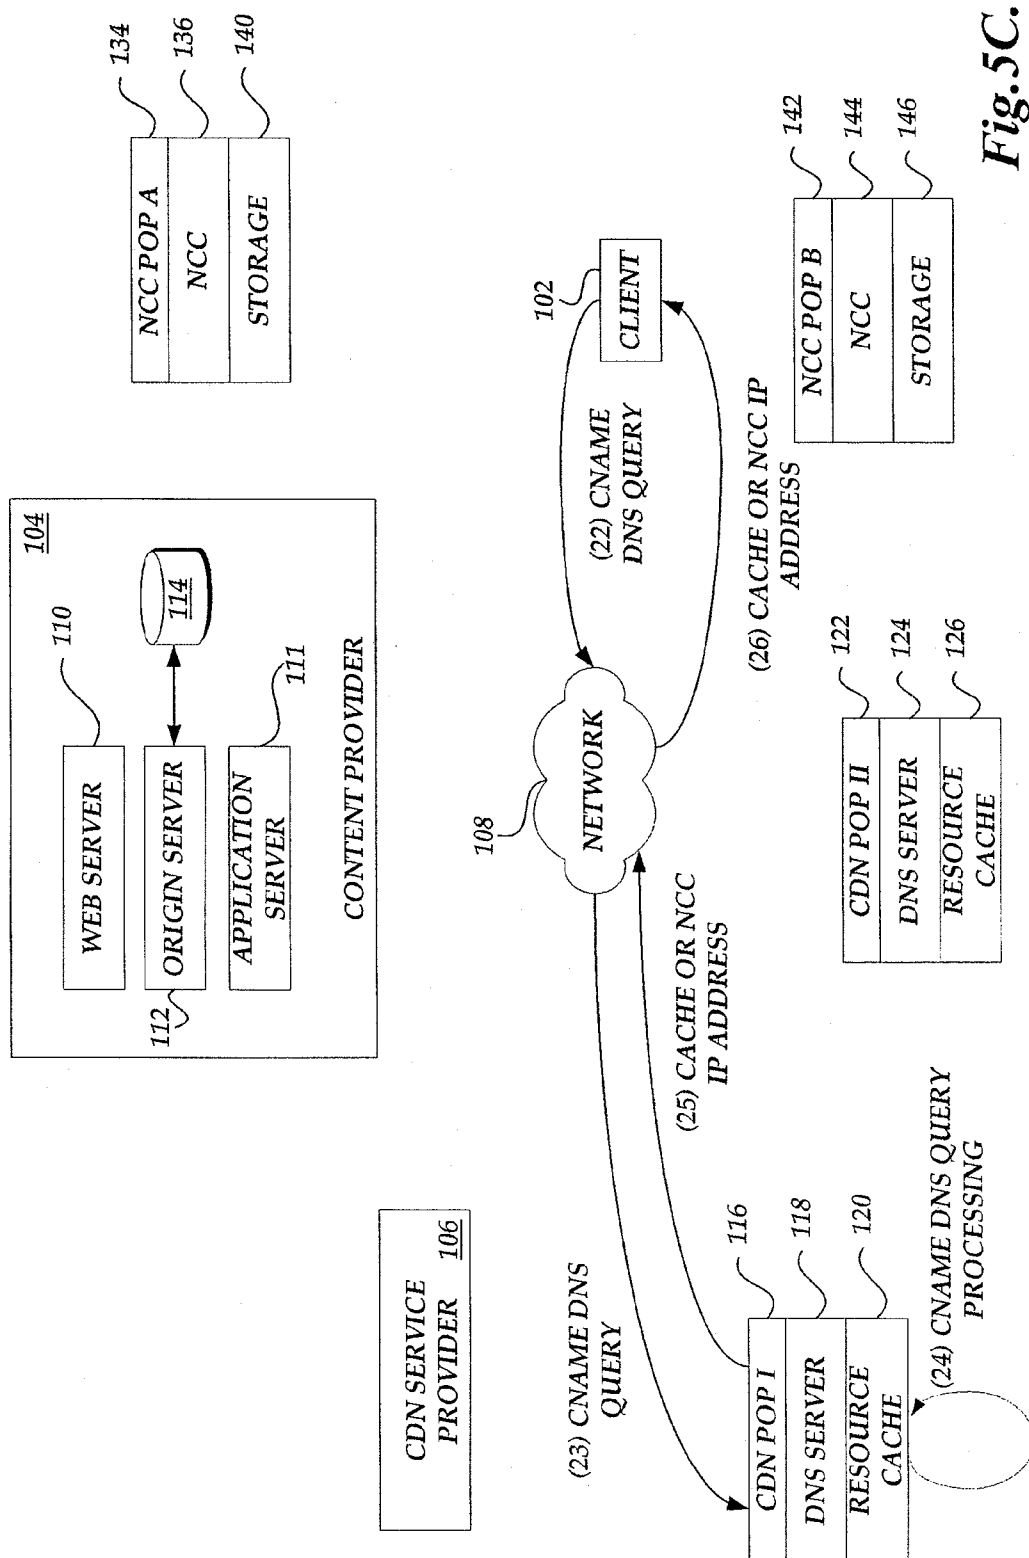 CDN SERVICE
PROVIDER
106
104
110
WEB SERVER
ORIGIN SERVER
112
114
APPLICATION
SERVER
111
CONTENT PROVIDER
NCC POP A
NCC
STORAGE
134
136
140
108
NETWORK
102
CLIENT
(22) CNAME
DNS QUERY
(23) CNAME DNS
QUERY
(25) CACHE OR NCC
IP ADDRESS
(26) CACHE OR NCC IP
ADDRESS
CDN POP I
DNS SERVER
RESOURCE
CACHE
116
118
120
(24) CNAME DNS QUERY
PROCESSING
CDN POP II
DNS SERVER
RESOURCE
CACHE
122
124
126
NCC POP B
NCC
STORAGE
142
144
146
Fig.5C.